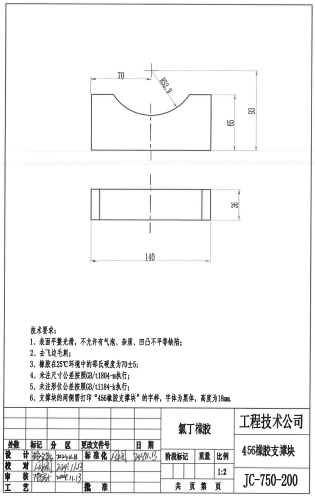 70
R52.9
65
93
36
140
技术要求：
1、表面平整光滑，不允许有气泡、杂质、凹凸不平等缺陷；
2、去飞边毛刺；
3、橡胶在25℃环境中的邵氏硬度为70±5；
4、未注尺寸公差按照GB/t1804-m执行；
5、未注形位公差按照GB/t1184-k执行；
6、支撑块的两侧需打印“456橡胶支撑块”的字样，字体为黑体，高度为18mm。
氯丁橡胶
工程技术公司
处数 标记 分 区 更改文件号 日 期
设 计 标准化
阶段标记 重量 比例
456橡胶支撑块
校 对
审 核
1:2
工 艺 批 准
共 页 第 页
JC-750-200